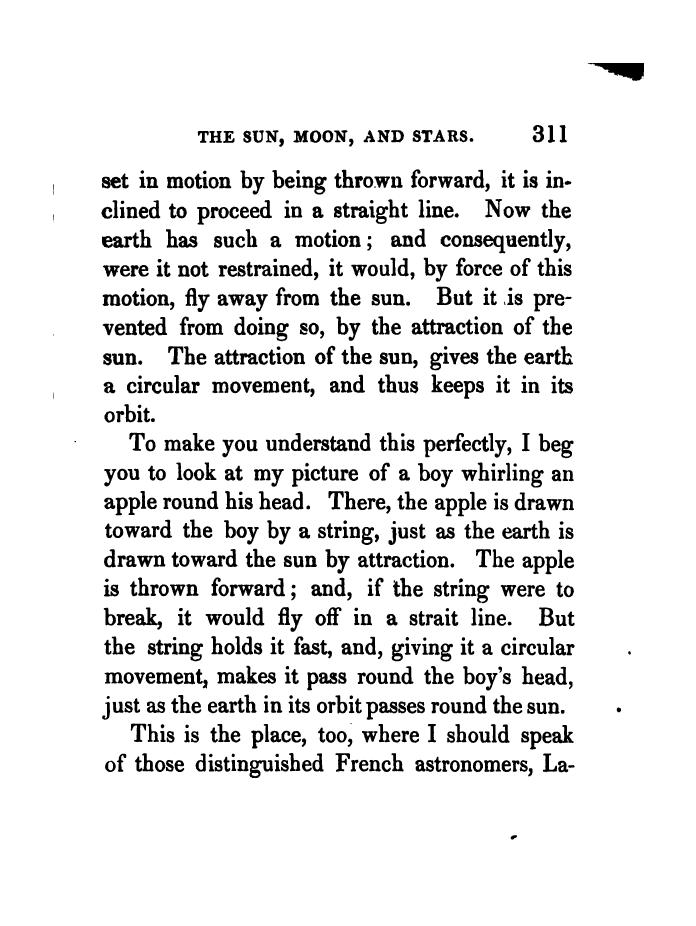 THE SUN, MOON, AND STARS. 311
set in motion by being thrown forward, it is in-
clined to proceed in a straight line. Now the
earth has such a motion; and consequently,
were it not restrained, it would, by force of this
motion, fly away from the sun. But it is pre-
vented from doing so, by the attraction of the
sun. The attraction of the sun, gives the earth
a circular movement, and thus keeps it in its
orbit.
To make you understand this perfectly, I beg
you to look at my picture of a boy whirling an
apple round his head. There, the apple is drawn
toward the boy by a string, just as the earth is
drawn toward the sun by attraction. The apple
is thrown forward; and, if the string were to
break, it would fly off in a strait line. But
the string holds it fast, and, giving it a circular
movement, makes it pass round the boy's head,
just as the earth in its orbit passes round the sun.
This is the place, too, where I should speak
of those distinguished French astronomers, La-